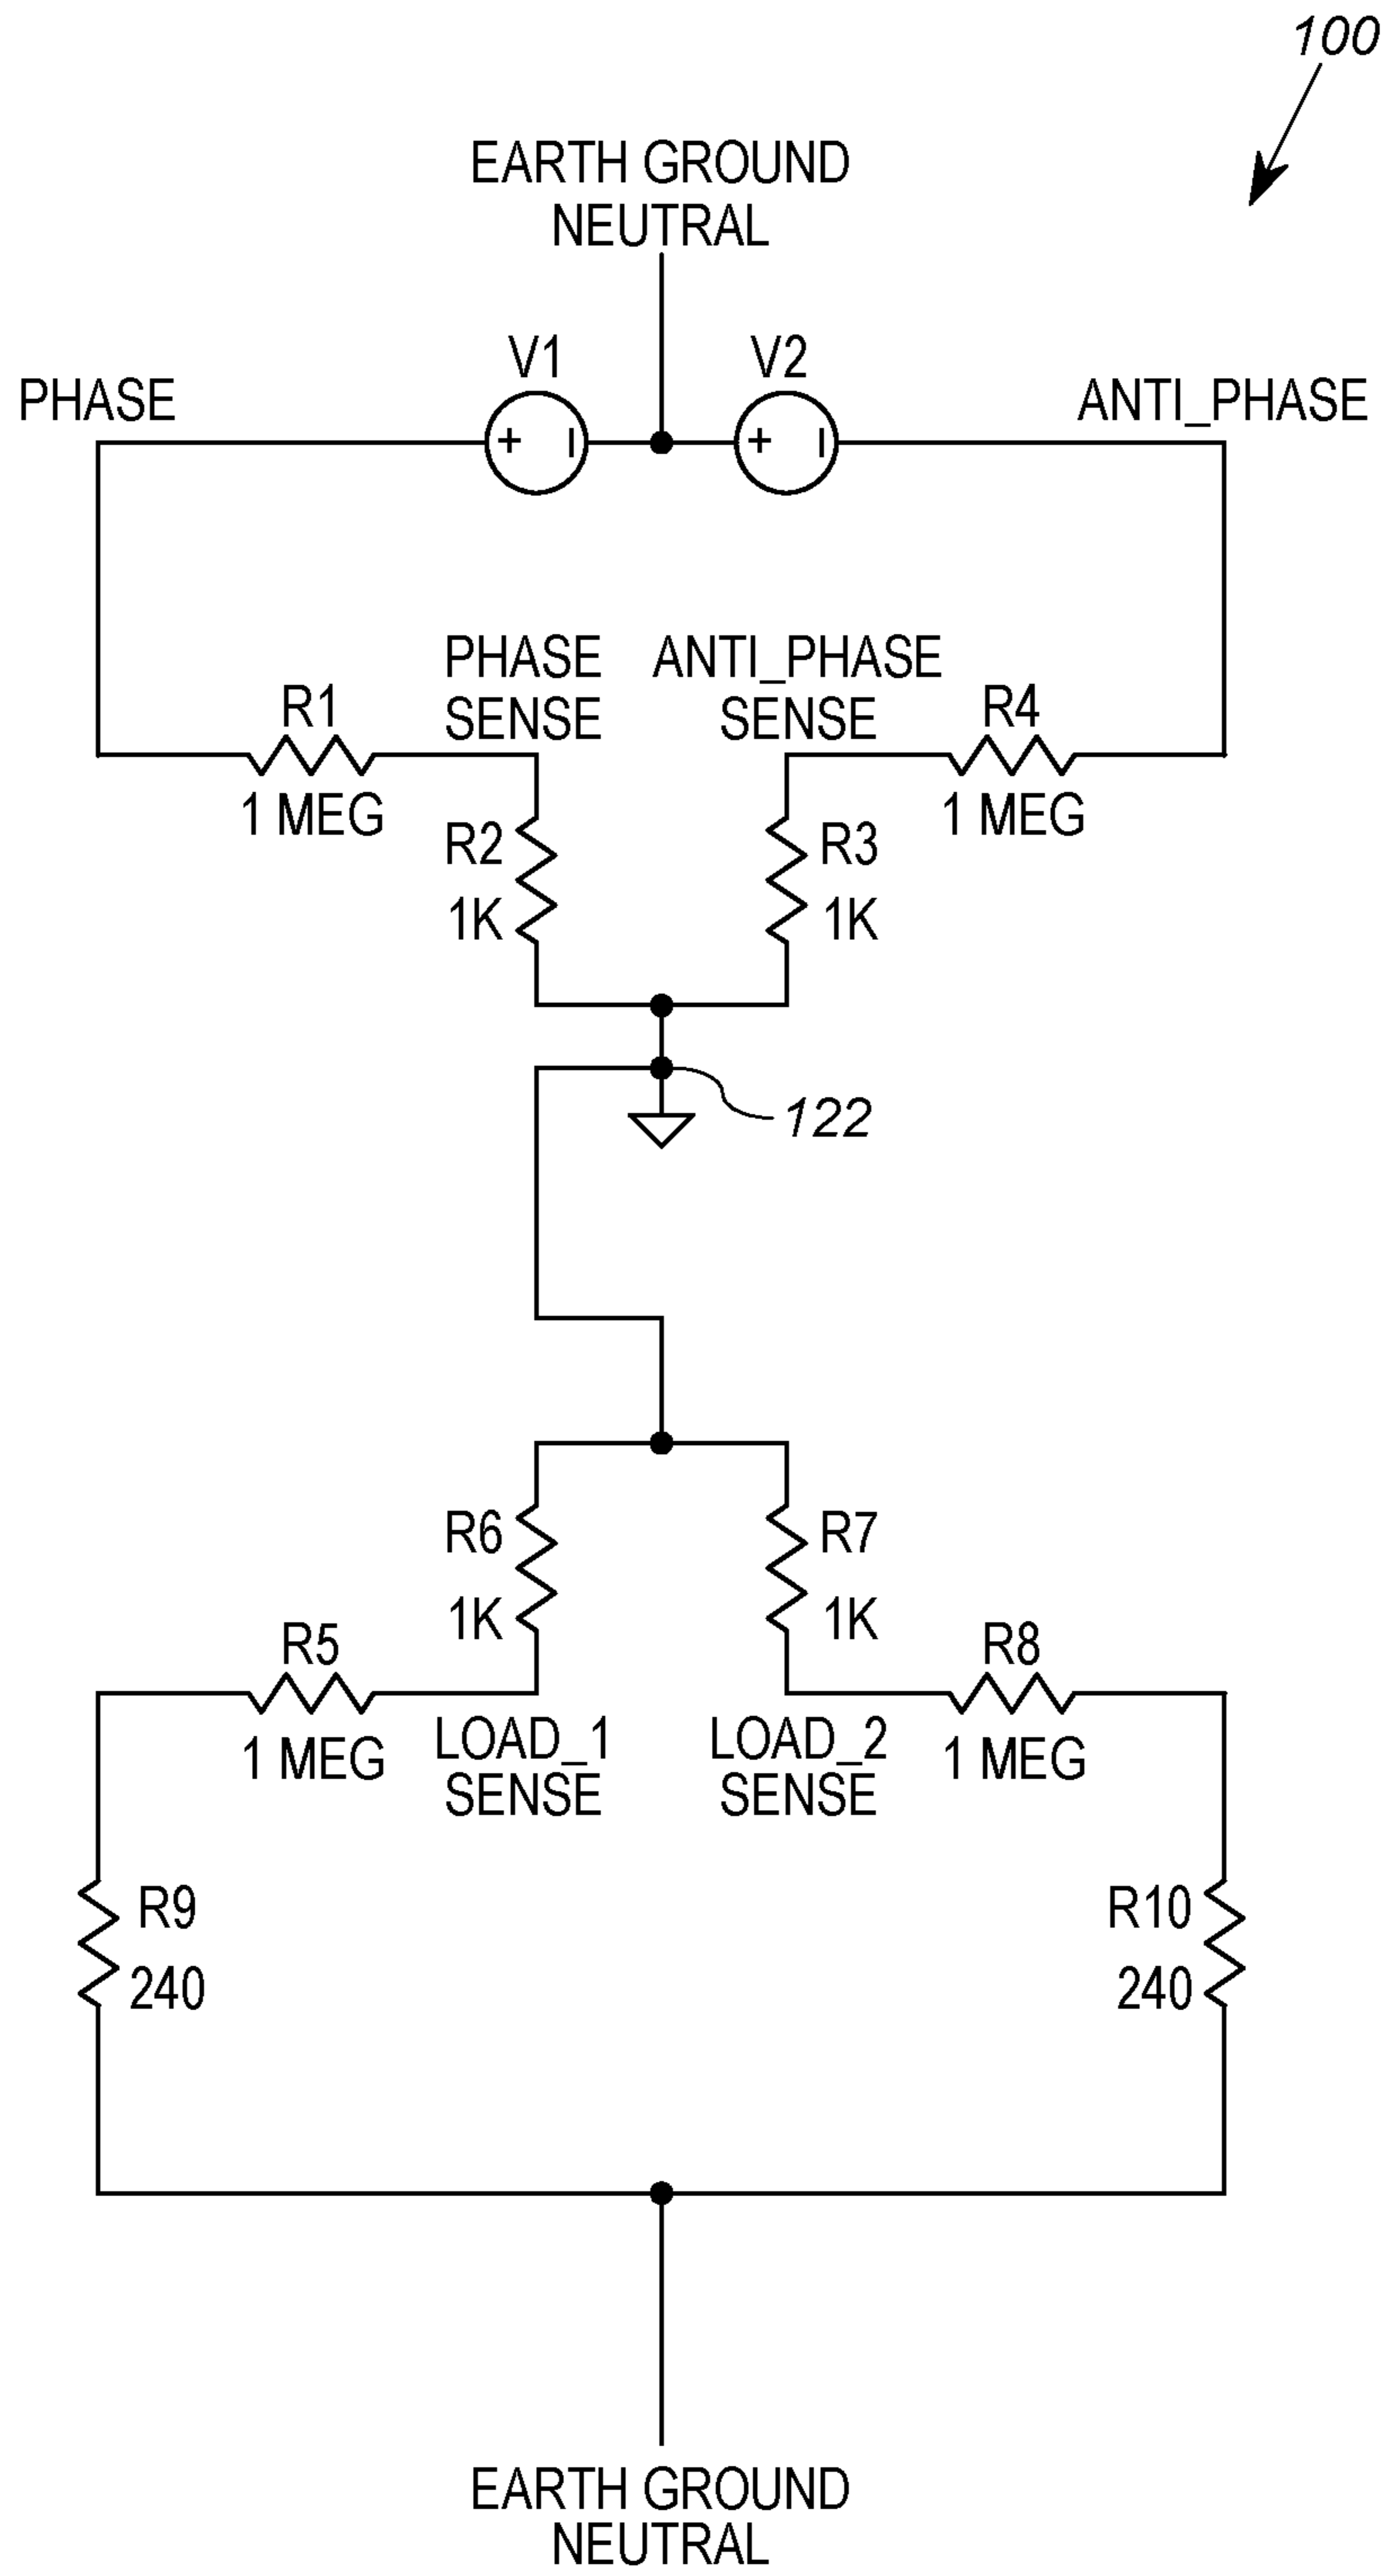 100
EARTH GROUND
NEUTRAL
V1
V2
PHASE
ANTI_PHASE
+
+
PHASE
SENSE
ANTI_PHASE
SENSE
R1
1 MEG
R4
1 MEG
R2
1K
R3
1K
122
R6
1K
R7
1K
R5
1 MEG
LOAD_1
SENSE
LOAD_2
SENSE
R8
1 MEG
R9
240
R10
240
EARTH GROUND
NEUTRAL